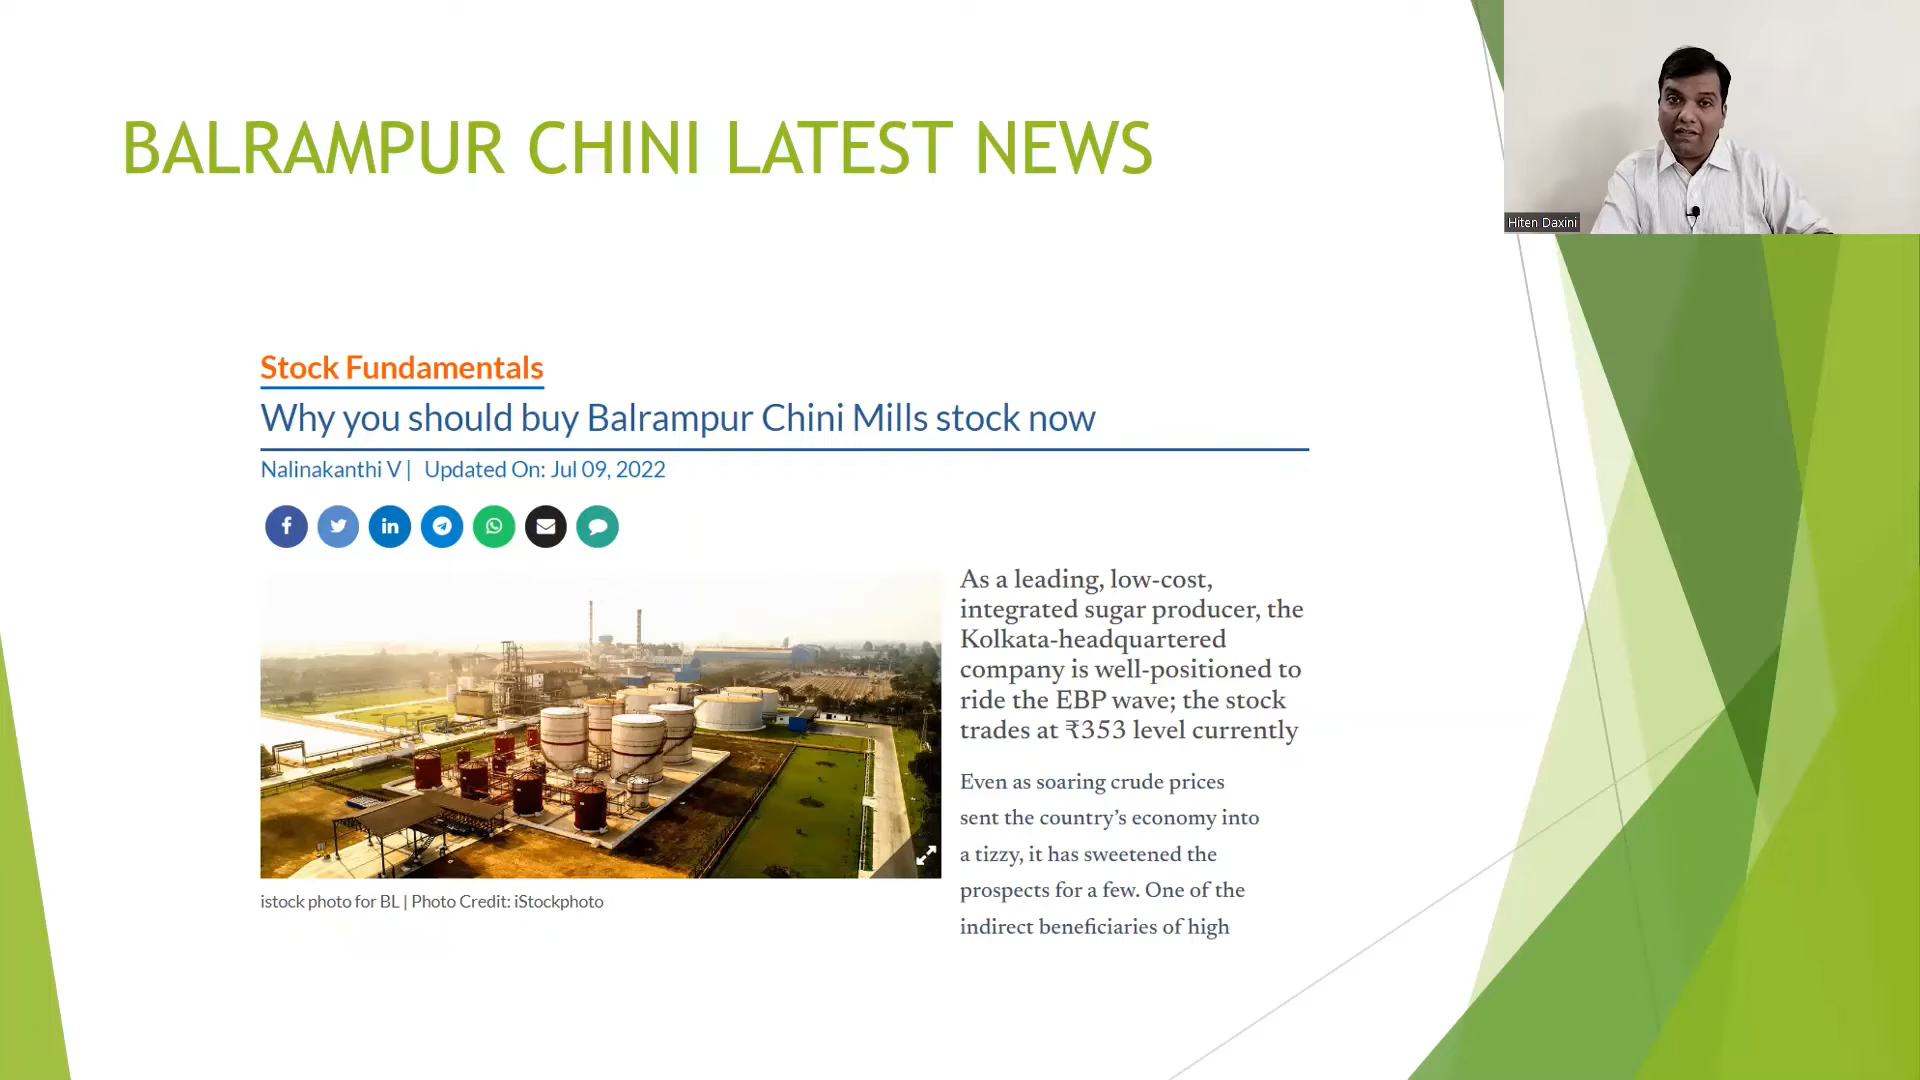 BALRAMPUR CHINI LATEST NEWS
Hiten Daxini
Stock Fundamentals
Why you should buy Balrampur Chini Mills stock now
Nalinakanthi V | Updated On: Jul 09, 2022
As a leading, low-cost,
integrated sugar producer, the
Kolkata-headquartered
company is well-positioned to
ride the EBP wave; the stock
trades at ₹353 level currently
Even as soaring crude prices
sent the country’s economy into
a tizzy, it has sweetened the
prospects for a few. One of the
indirect beneficiaries of high
istock photo for BL | Photo Credit: iStockphoto